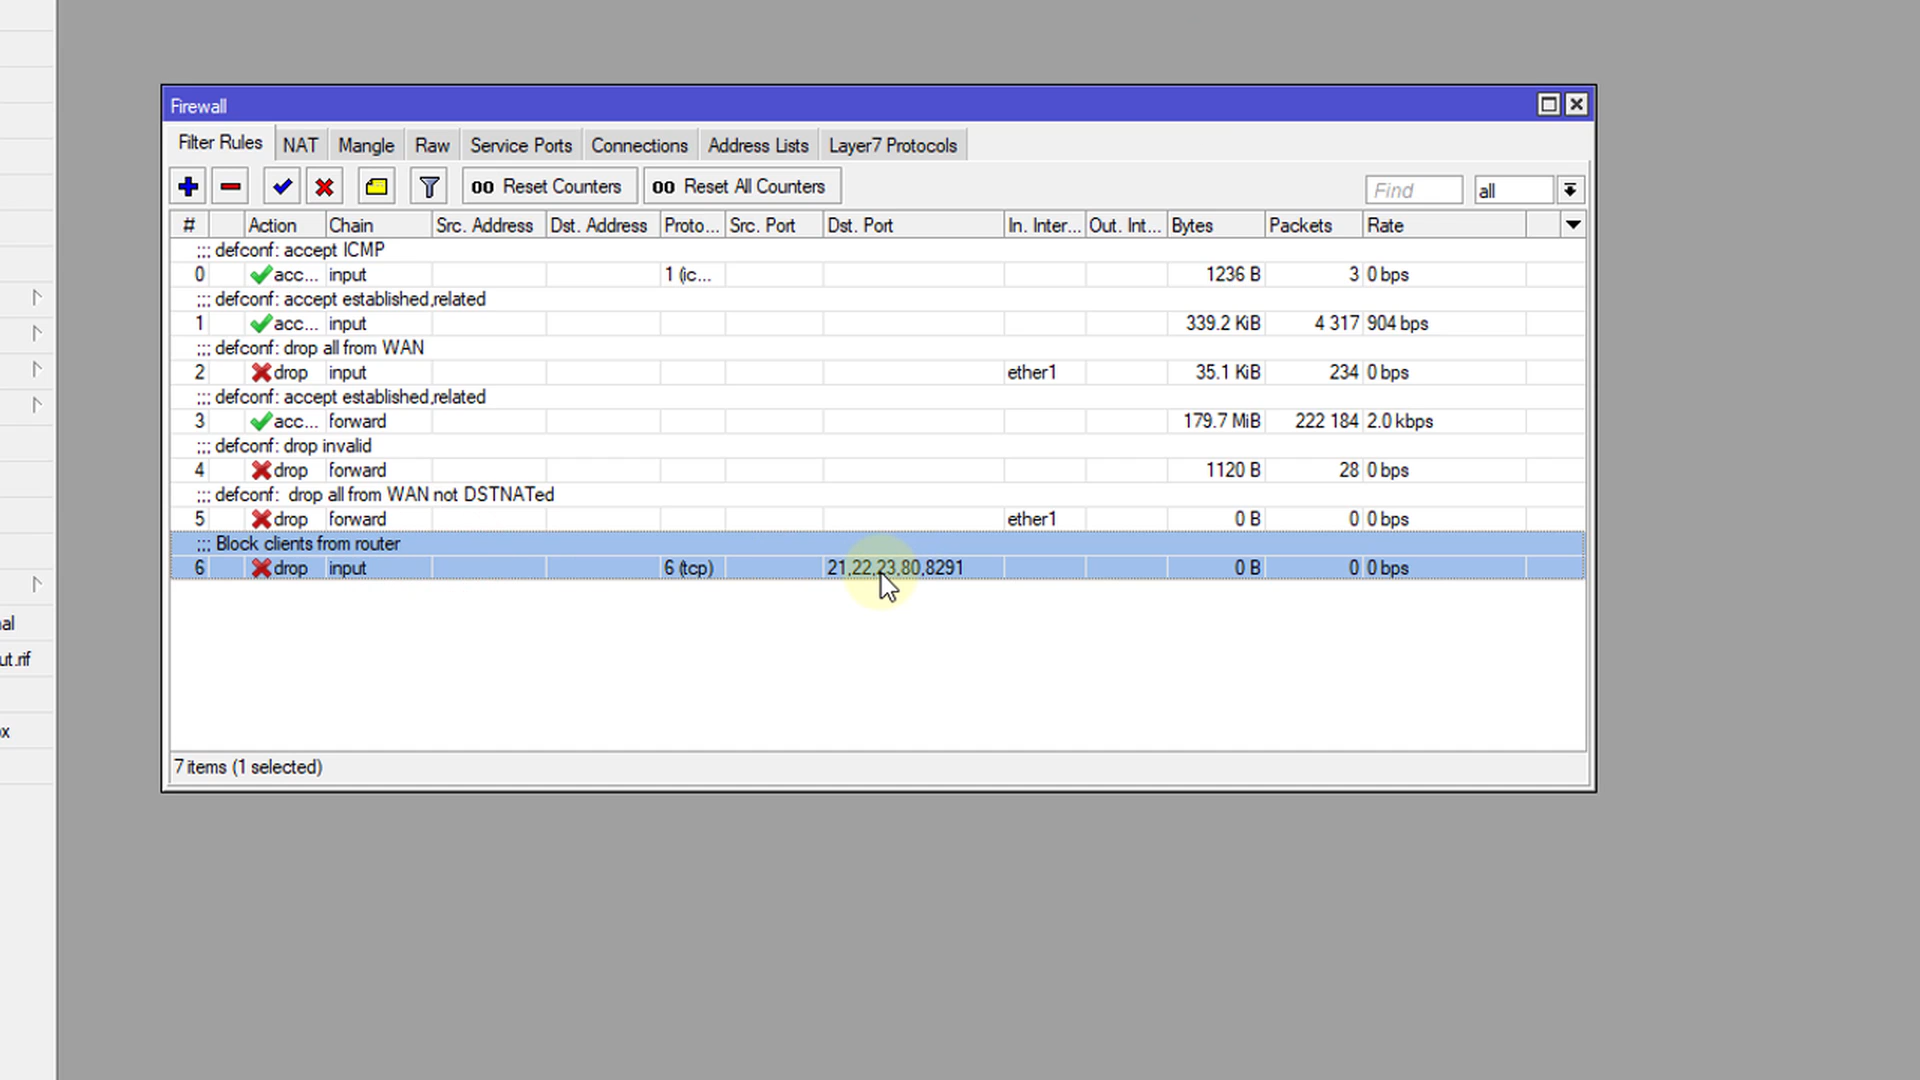 Firewall
Filter Rules NAT Mangle Raw Service Ports Connections Address Lists Layer7 Protocols
00 Reset Counters 00 Reset All Counters Find all
# Action Chain Src. Address Dst. Address Proto... Src. Port Dst. Port In. Inter... Out. Int... Bytes Packets Rate
;;; defconf: accept ICMP
0 acc... input 1 (ic... 1236 B 3 0 bps
;;; defconf: accept established,related
1 acc... input 339.2 KiB 4 317 904 bps
;;; defconf: drop all from WAN
2 drop input ether1 35.1 KiB 234 0 bps
;;; defconf: accept established,related
3 acc... forward 179.7 MiB 222 184 2.0 kbps
;;; defconf: drop invalid
4 drop forward 1120 B 28 0 bps
;;; defconf:  drop all from WAN not DSTNATed
5 drop forward ether1 0 B 0 0 bps
;;; Block clients from router
6 drop input 6 (tcp) 21,22,23,80,8291 0 B 0 0 bps
al
ut.rif
x
7 items (1 selected)